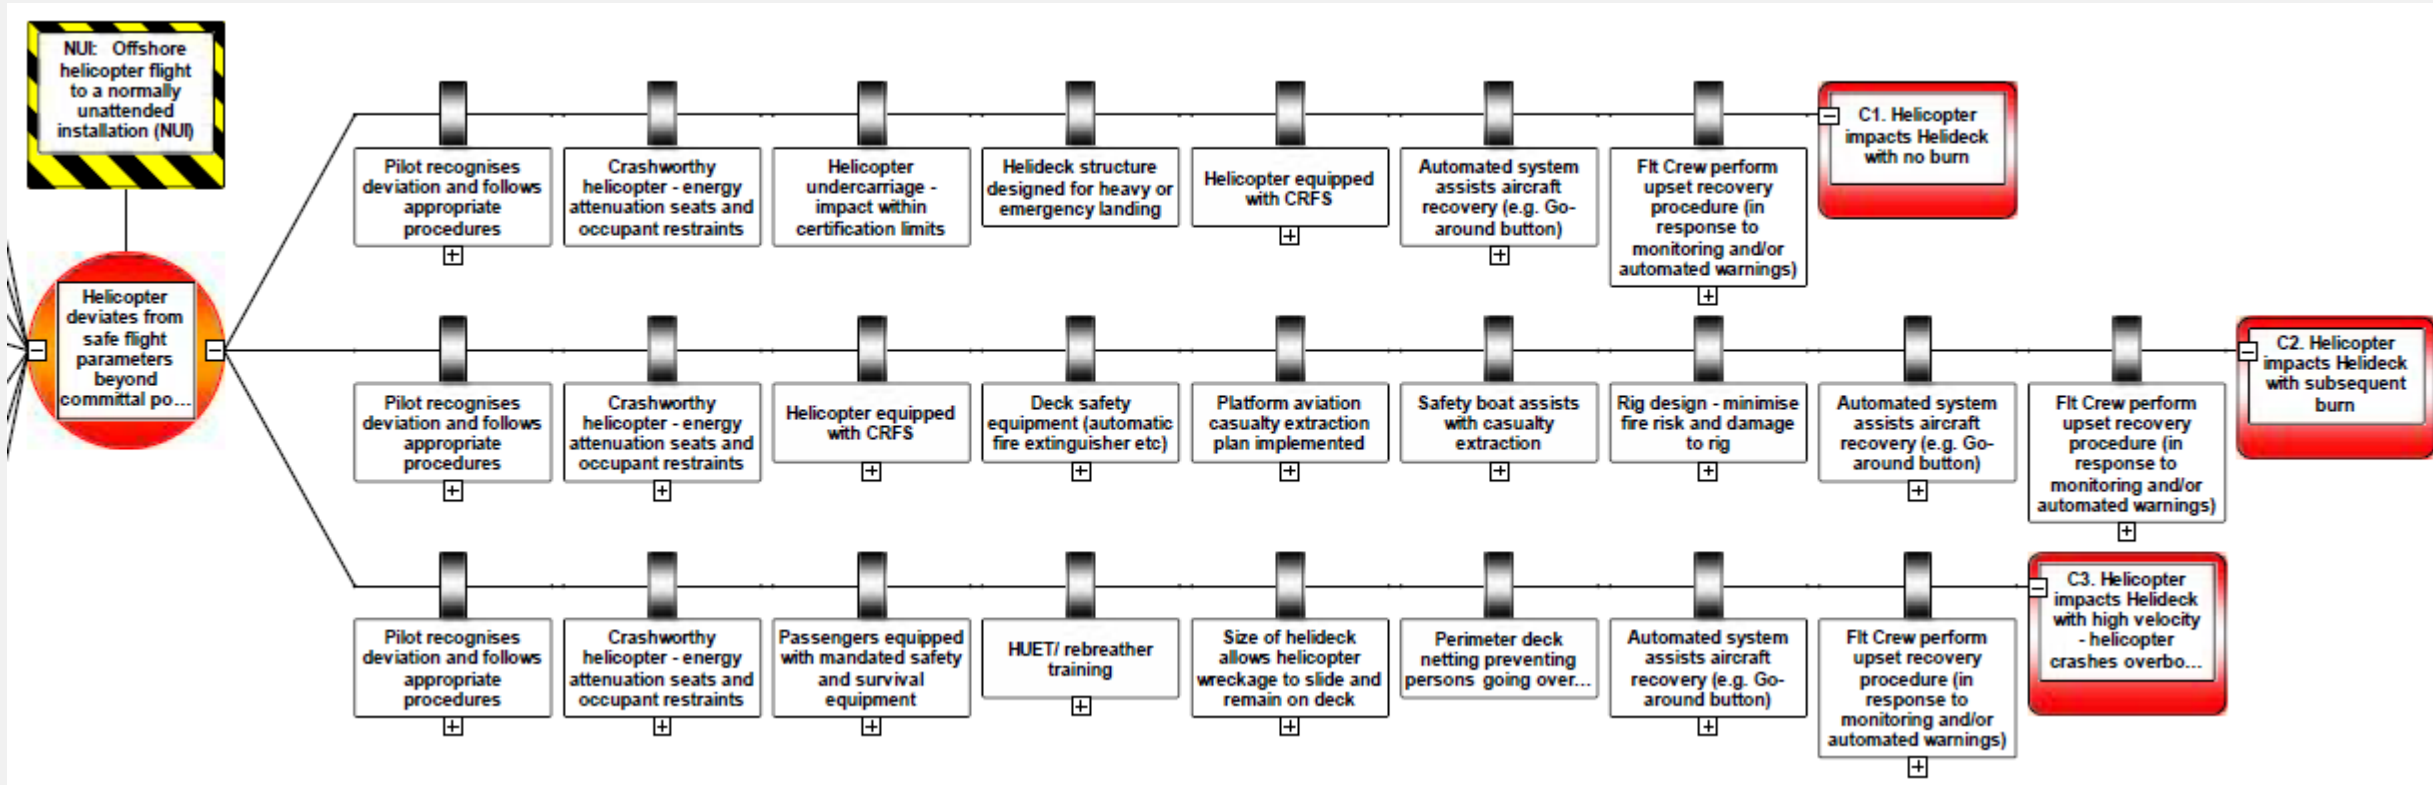 NUI:   Offshore
helicopter flight
to a normally
unattended
installation (NUI)
Helicopter
deviates from
safe flight
parameters
beyond
committal po...
Pilot recognises
deviation and follows
appropriate
procedures
Crashworthy
helicopter - energy
attenuation seats and
occupant restraints
Helicopter
undercarriage -
impact within
certification limits
Helideck structure
designed for heavy or
emergency landing
Helicopter equipped
with CRFS
Automated system
assists aircraft
recovery (e.g. Go-
around button)
Flt Crew perform
upset recovery
procedure (in
response to
monitoring and/or
automated warnings)
C1. Helicopter
impacts Helideck
with no burn
Pilot recognises
deviation and follows
appropriate
procedures
Crashworthy
helicopter - energy
attenuation seats and
occupant restraints
Helicopter equipped
with CRFS
Deck safety
equipment (automatic
fire extinguisher etc)
Platform aviation
casualty extraction
plan implemented
Safety boat assists
with casualty
extraction
Rig design - minimise
fire risk and damage
to rig
Automated system
assists aircraft
recovery (e.g. Go-
around button)
Flt Crew perform
upset recovery
procedure (in
response to
monitoring and/or
automated warnings)
C2. Helicopter
impacts Helideck
with subsequent
burn
Pilot recognises
deviation and follows
appropriate
procedures
Crashworthy
helicopter - energy
attenuation seats and
occupant restraints
Passengers equipped
with mandated safety
and survival
equipment
HUET/ rebreather
training
Size of helideck
allows helicopter
wreckage to slide and
remain on deck
Perimeter deck
netting preventing
persons going over...
Automated system
assists aircraft
recovery (e.g. Go-
around button)
Flt Crew perform
upset recovery
procedure (in
response to
monitoring and/or
automated warnings)
C3. Helicopter
impacts Helideck
with high velocity
- helicopter
crashes overbo...